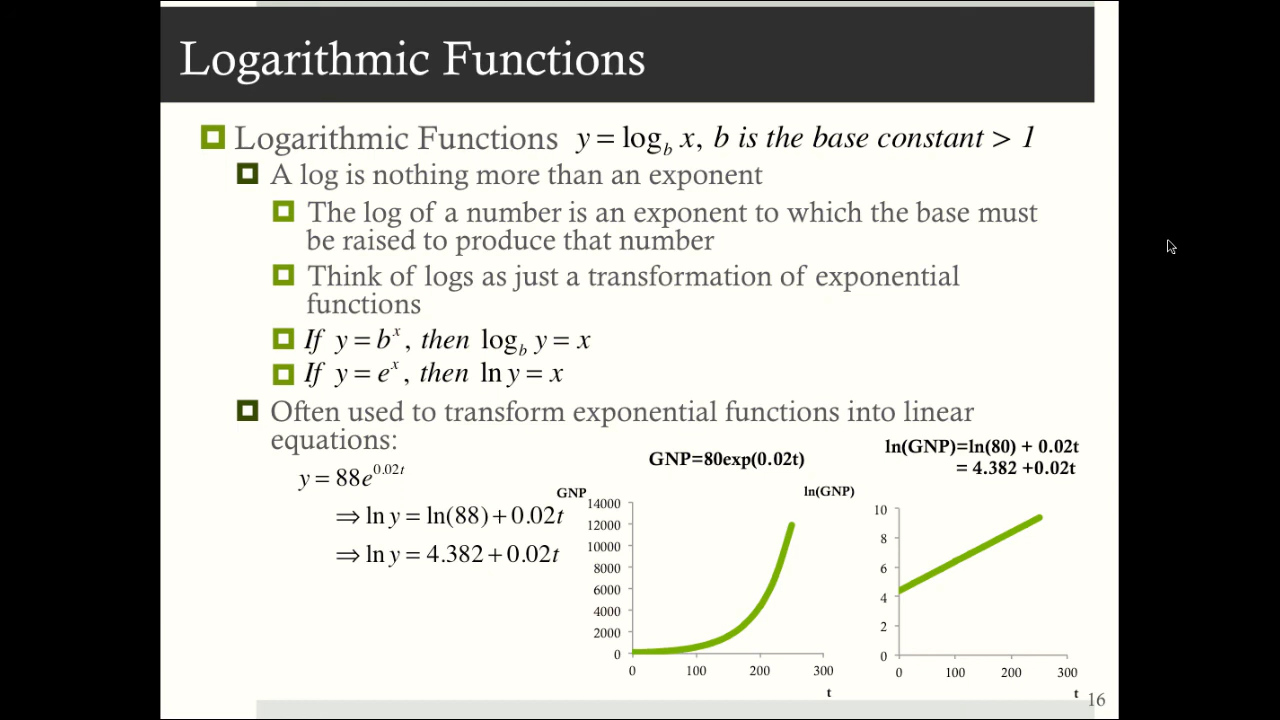 Logarithmic Functions
Logarithmic Functions y = log_b x, b is the base constant > 1
A log is nothing more than an exponent
The log of a number is an exponent to which the base must
be raised to produce that number
Think of logs as just a transformation of exponential
functions
If y = b^x, then log_b y = x
If y = e^x, then ln y = x
Often used to transform exponential functions into linear
equations:
y = 88e^{0.02t}
⇒ ln y = ln(88) + 0.02t
⇒ ln y = 4.382 + 0.02t
GNP=80exp(0.02t)
GNP
14000
12000
10000
8000
6000
4000
2000
0
0 100 200 300
t
ln(GNP)=ln(80) + 0.02t
= 4.382 +0.02t
ln(GNP)
10
8
6
4
2
0
0 100 200 300
t
16